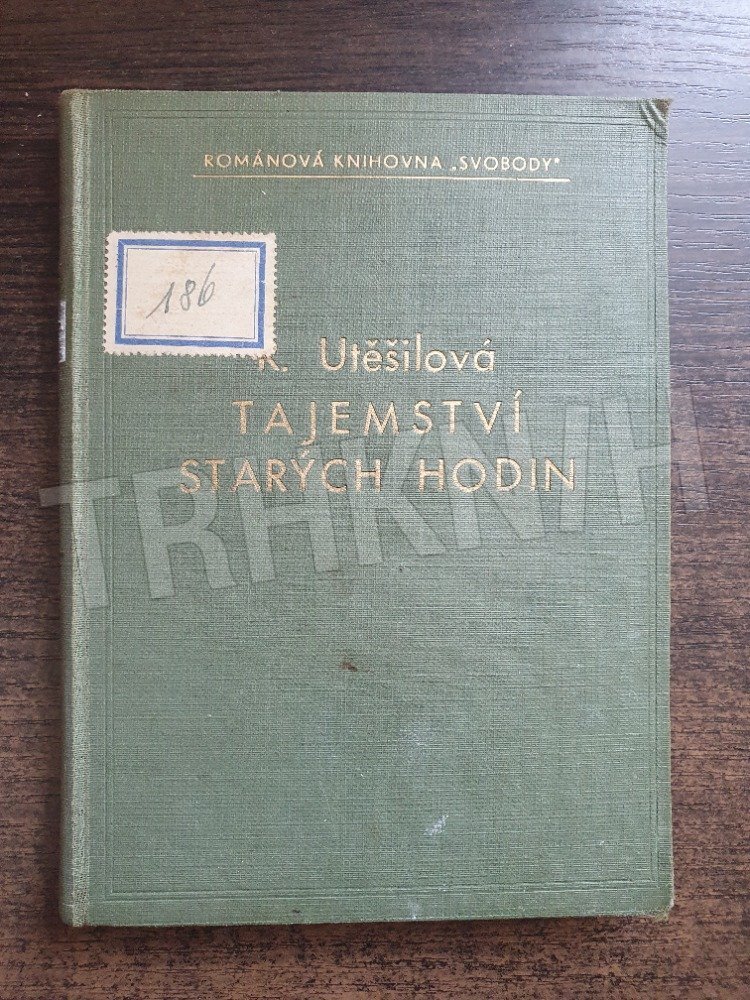 ROMÁNOVÁ KNIHOVNA „SVOBODY"
186
K. Utěšilová
TAJEMSTVÍ
STARÝCH HODIN
TRHKNIH